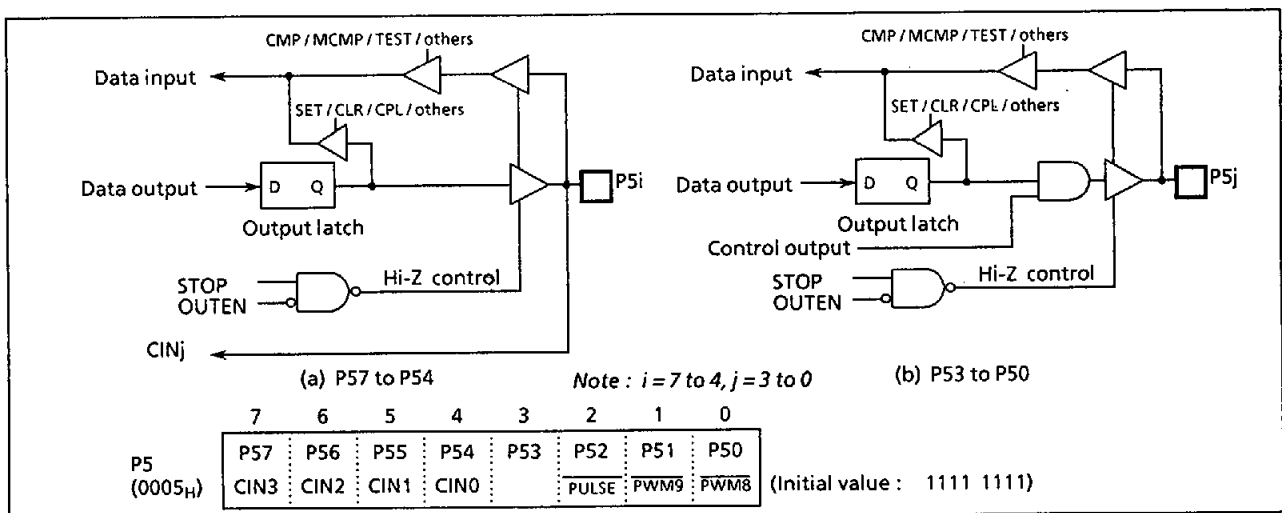 CMP / MCMP / TEST / others
Data input
SET / CLR / CPL / others
Data output
D Q
P5i
Output latch
STOP
OUTEN
Hi-Z control
CINj
(a) P57 to P54
CMP / MCMP / TEST / others
Data input
SET / CLR / CPL / others
Data output
D Q
P5j
Output latch
Control output
STOP
OUTEN
Hi-Z control
(b) P53 to P50
Note : i = 7 to 4, j = 3 to 0
7 6 5 4 3 2 1 0
P5
(0005H)
P57 P56 P55 P54 P53 P52 P51 P50
CIN3 CIN2 CIN1 CIN0 PULSE PWM9 PWM8
(Initial value : 1111 1111)